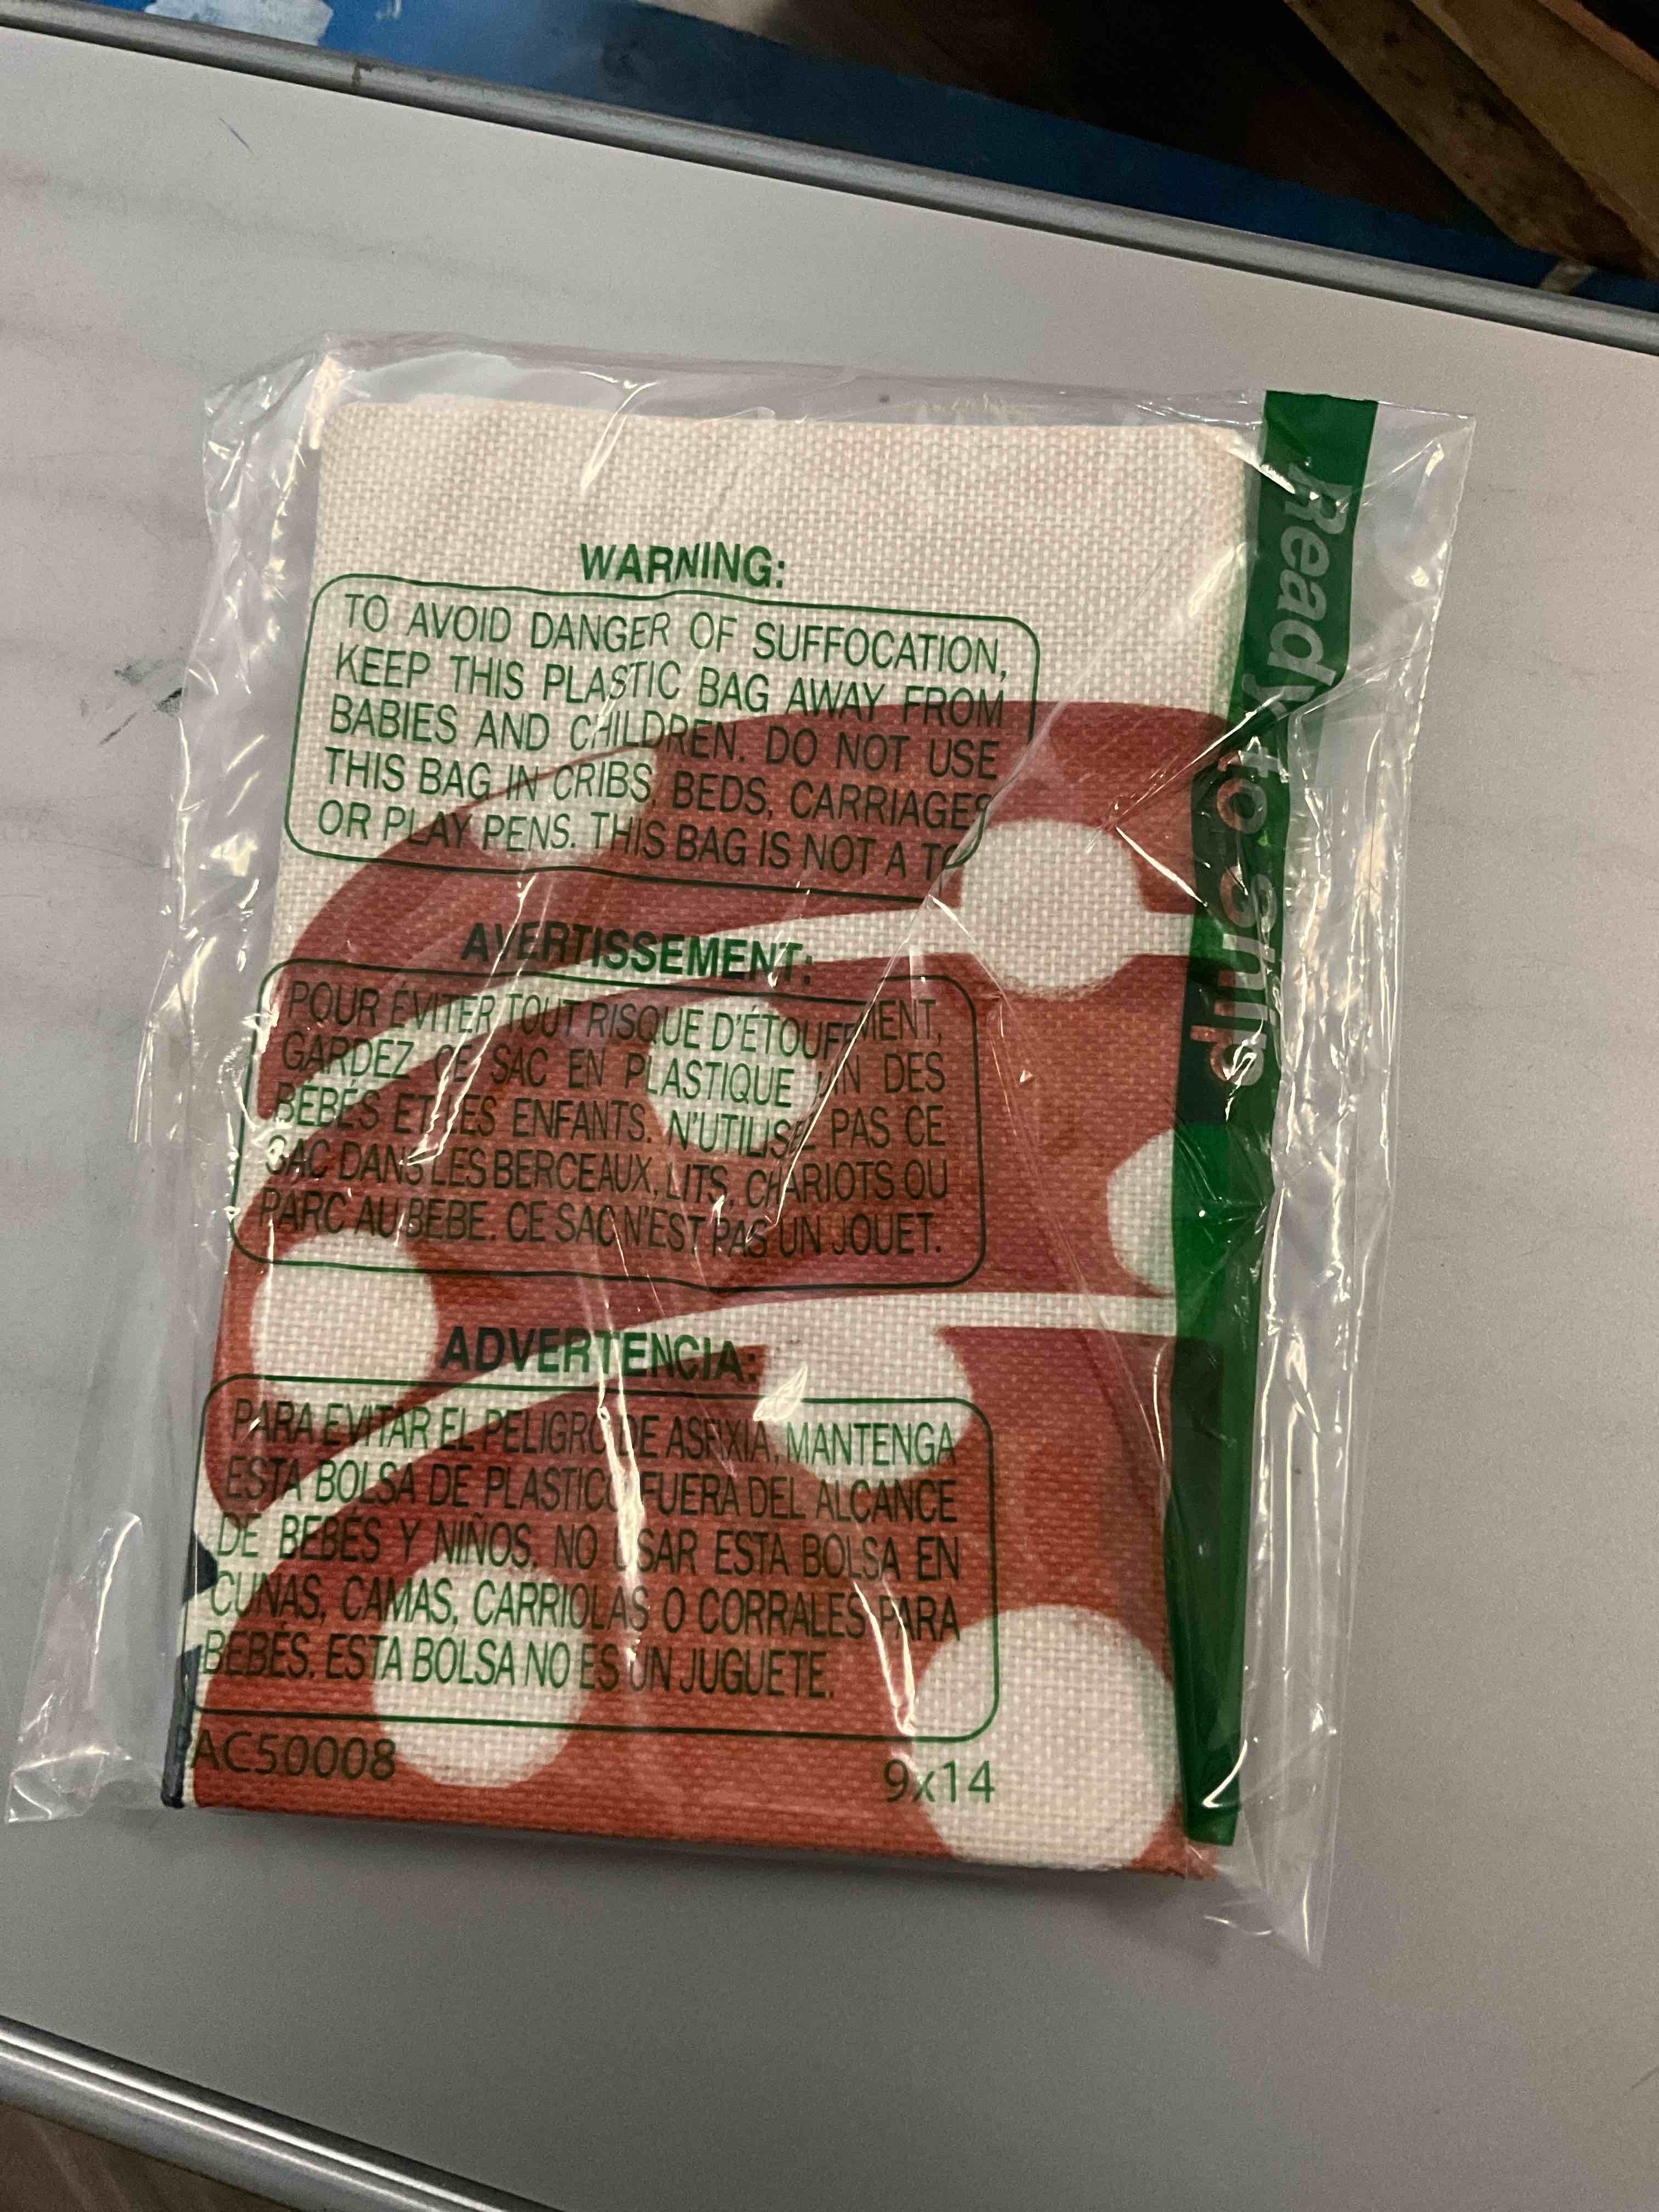 WARNING:
TO AVOID DANGER OF SUFFOCATION,
KEEP THIS PLASTIC BAG AWAY FROM
BABIES AND CHILDREN. DO NOT USE
THIS BAG IN CRIBS, BEDS, CARRIAGES
OR PLAY PENS. THIS BAG IS NOT A
AVERTISSEMENT:
POUR ÉVITER TOUT RISQUE
GARDEZ CE SAC EN PLASTIQUE DES
BÉBÉS ET LES ENFANTS. PAS CE
SAC DANS LES BERCEAUX, LITS, CHARIOTS OU
PARC AU BEBE. CE SAC N'EST PAS UN JOUET.
ADVERTENCIA:
PARA EVITAR EL PELIGRO DE ASFIXIA, MANTENGA
ESTA BOLSA DE PLASTICO FUERA DEL ALCANCE
DE BEBÉS Y NIÑOS. NO USAR ESTA BOLSA EN
CUNAS, CAMAS, CARRIOLAS O CORRALES PARA
BEBÉS. ESTA BOLSA NO ES UN JUGUETE.
AC50008 9x14
Ready to ship